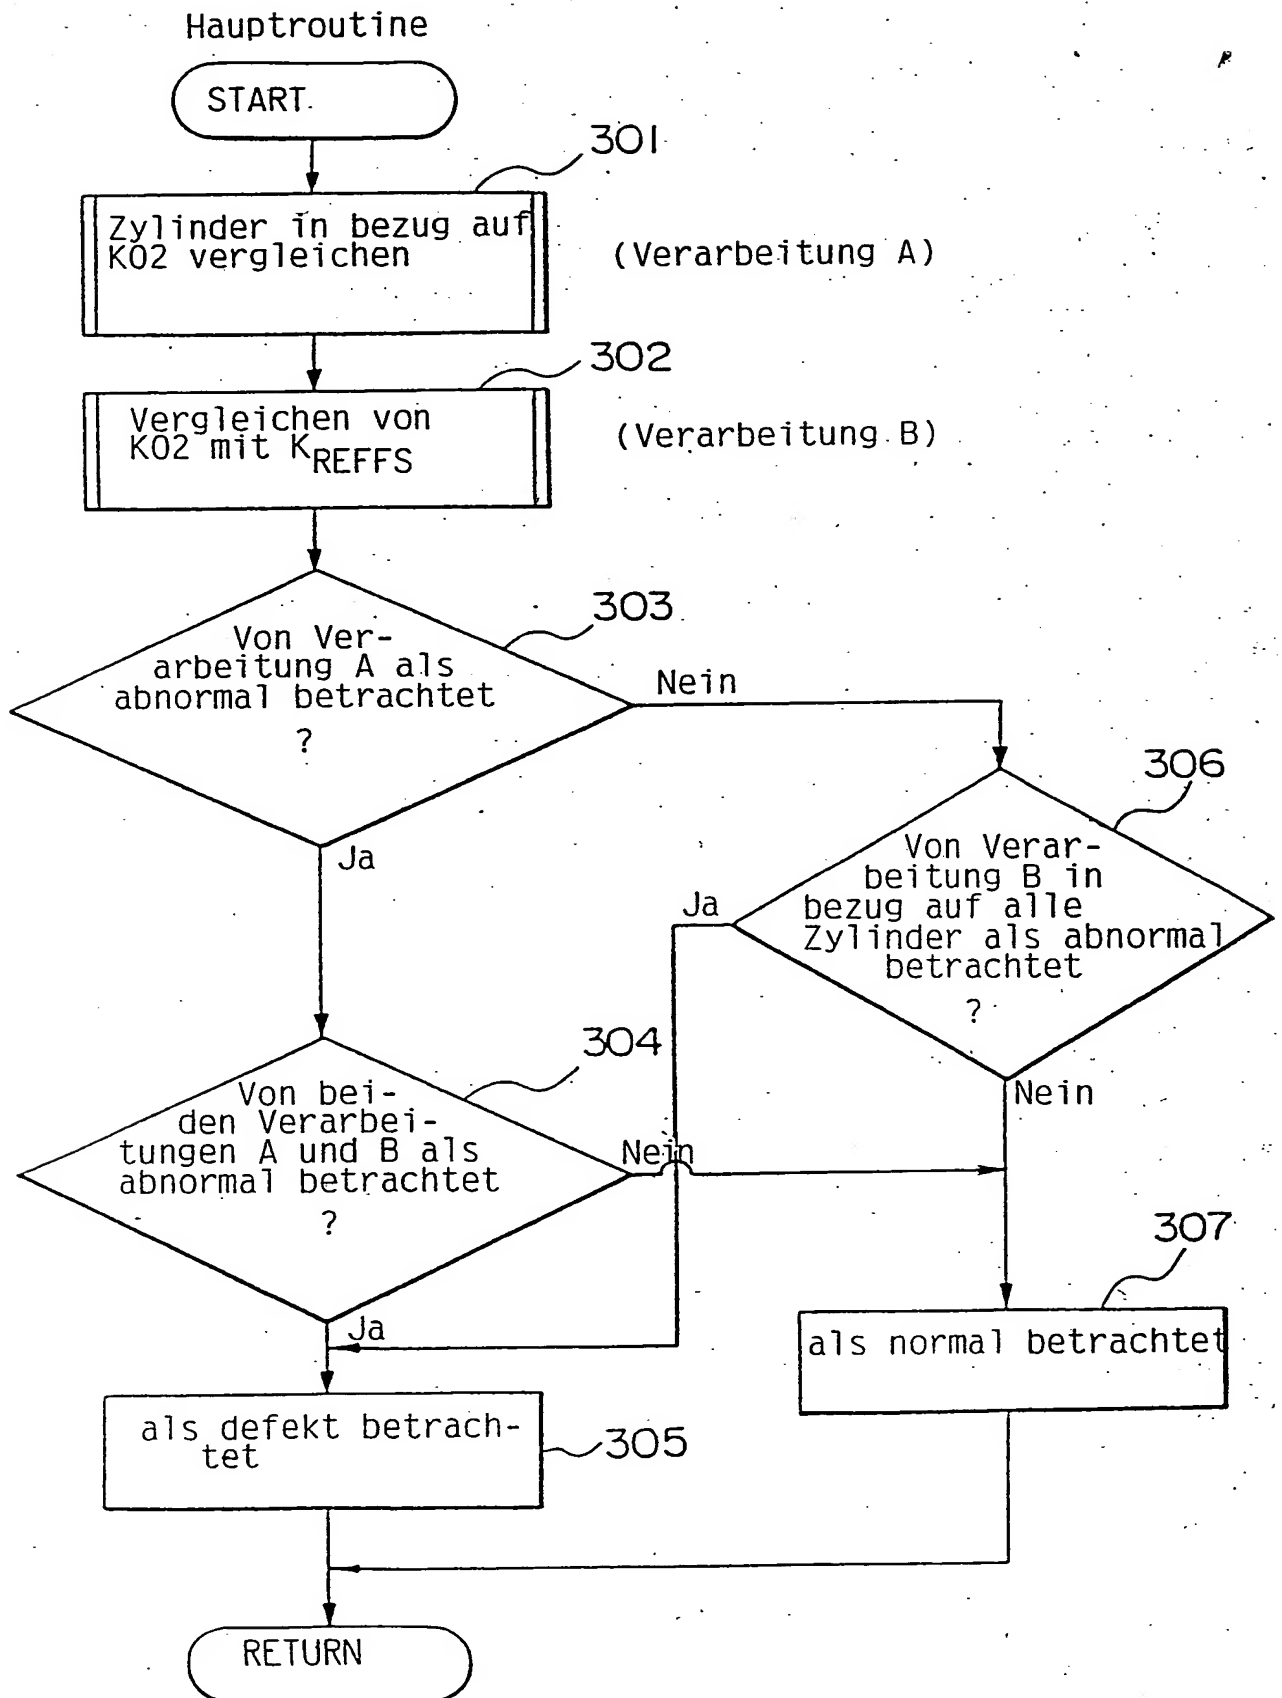 Hauptroutine
START
301
Zylinder in bezug auf
KO2 vergleichen
(Verarbeitung A)
302
Vergleichen von
KO2 mit KREFFS
(Verarbeitung B)
303
Von Ver-
arbeitung A als
abnormal betrachtet
?
Nein
Ja
306
Von Verar-
beitung B in
bezug auf alle
Zylinder als abnormal
betrachtet
?
Ja
Nein
304
Von bei-
den Verarbei-
tungen A und B als
abnormal betrachtet
?
Nein
Ja
307
als normal betrachtet
als defekt betrach-
tet
305
RETURN